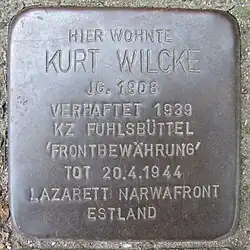 HIER WOHNTE
KURT WILCKE
JG. 1908
VERHAFTET 1939
KZ FUHLSBÜTTEL
'FRONTBEWÄHRUNG'
TOT 20.4.1944
LAZARETT NARWAFRONT
ESTLAND